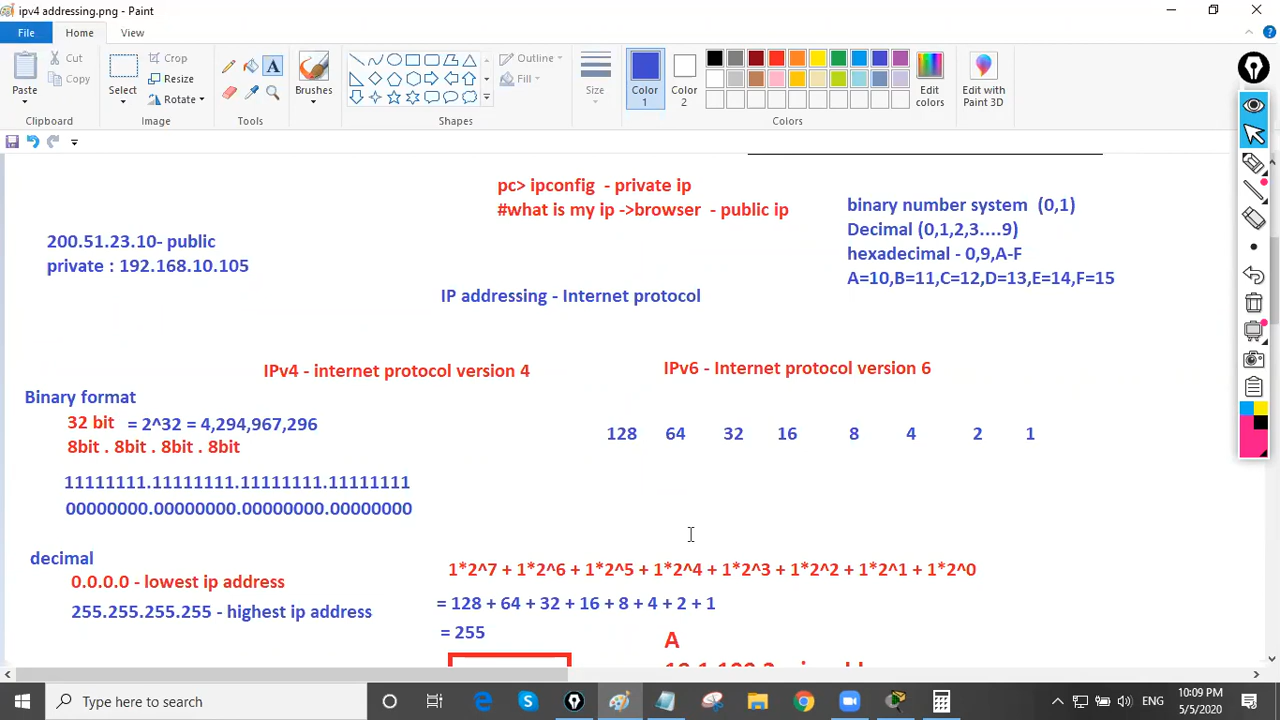 ipv4 addressing.png - Paint
File Home View
Paste
Cut
Copy
Clipboard
Select
Crop
Resize
Rotate
Image
Tools
Brushes
Shapes
Outline
Fill
Size
Color 1
Color 2
Edit colors
Colors
Edit with Paint 3D
pc> ipconfig - private ip
#what is my ip ->browser - public ip
binary number system (0,1)
Decimal (0,1,2,3....9)
hexadecimal - 0,9,A-F
A=10,B=11,C=12,D=13,E=14,F=15
200.51.23.10- public
private : 192.168.10.105
IP addressing - Internet protocol
IPv4 - internet protocol version 4
IPv6 - Internet protocol version 6
Binary format
32 bit = 2^32 = 4,294,967,296
8bit . 8bit . 8bit . 8bit
128 64 32 16 8 4 2 1
11111111.11111111.11111111.11111111
00000000.00000000.00000000.00000000
decimal
0.0.0.0 - lowest ip address
255.255.255.255 - highest ip address
1*2^7 + 1*2^6 + 1*2^5 + 1*2^4 + 1*2^3 + 1*2^2 + 1*2^1 + 1*2^0
= 128 + 64 + 32 + 16 + 8 + 4 + 2 + 1
= 255
A
Type here to search
ENG
10:09 PM
5/5/2020